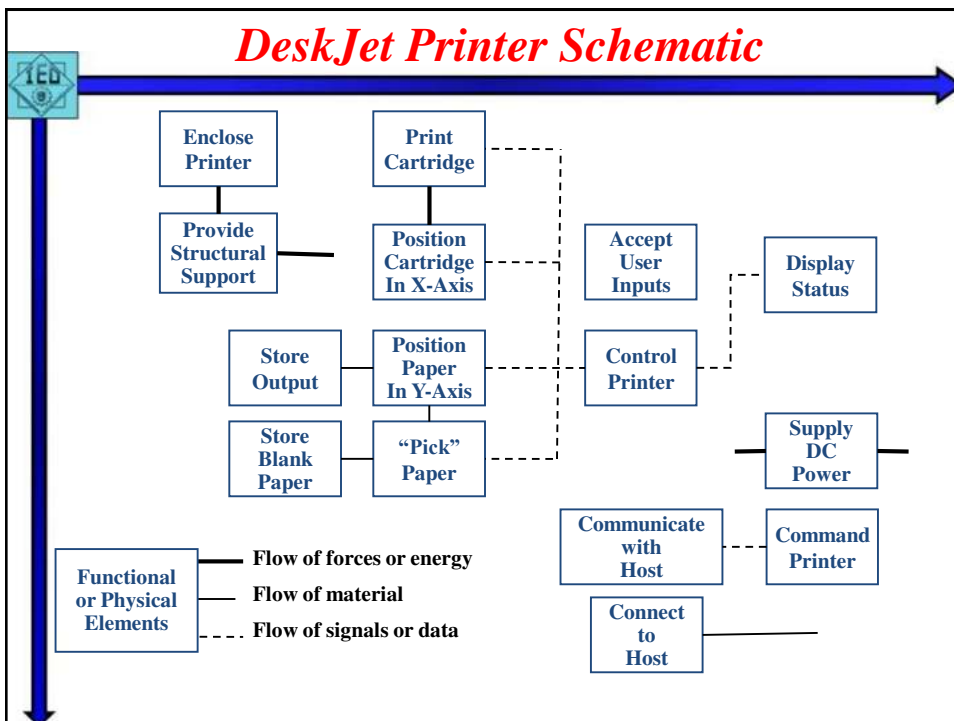 DeskJet Printer Schematic
IED
Enclose
Printer
Print
Cartridge
Provide
Structural
Support
Position
Cartridge
In X-Axis
Accept
User
Inputs
Display
Status
Store
Output
Position
Paper
In Y-Axis
Control
Printer
Store
Blank
Paper
“Pick”
Paper
Supply
DC
Power
Communicate
with
Host
Command
Printer
Functional
or Physical
Elements
Flow of forces or energy
Flow of material
Flow of signals or data
Connect
to
Host